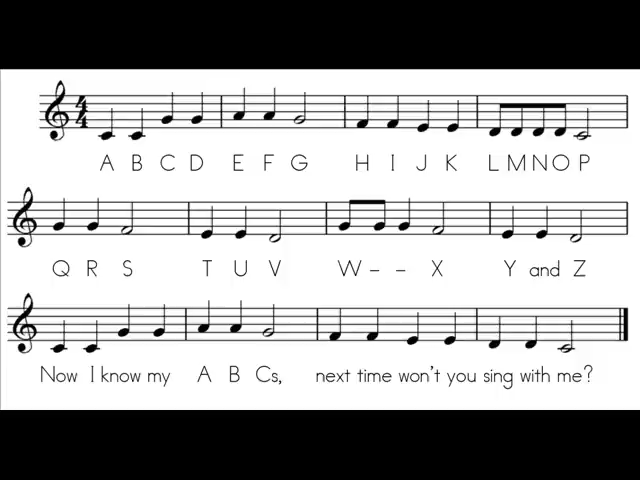 A B C D E F G H I J K L M N O P
Q R S T U V W - - X Y and Z
Now I know my A B Cs, next time won't you sing with me?